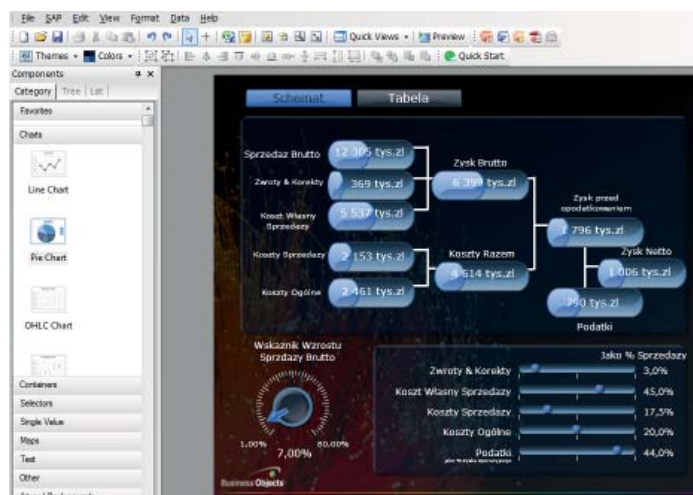 File SAP Edit View Format Data Help
Quick Views Preview
Themes Colors Quick Start
Components
Category Tree List
Favorites
Charts
Line Chart
Pie Chart
OHLC Chart
Containers
Selectors
Single Value
Maps
Text
Other
Schemat Tabela
Sprzedaz Brutto 12 305 tys.zl
Zwroty & Korekty 369 tys.zl
Koszt Własny
Sprzedazy
5 537 tys.zl
Zysk Brutto
6 399 tys.zl
Koszty Sprzedazy 2 153 tys.zl
Koszty Ogólne 2 461 tys.zl
Koszty Razem
4 614 tys.zl
Zysk przed
opodatkowaniem
1 796 tys.zl
Zysk Netto
1 006 tys.zl
790 tys.zl
Podatki
Wskaznik Wzrostu
Sprzdazy Brutto
1,00% 80,00%
7,00%
Business Objects
Jako % Sprzedazy
Zwroty & Korekty 3,0%
Koszt Własny Sprzedazy 45,0%
Koszty Sprzedazy 17,5%
Koszty Ogólne 20,0%
Podatki 44,0%